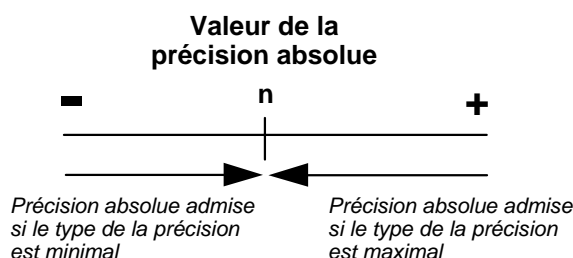 Valeur de la
précision absolue
- n +
Précision absolue admise
si le type de la précision
est minimal
Précision absolue admise
si le type de la précision
est maximal